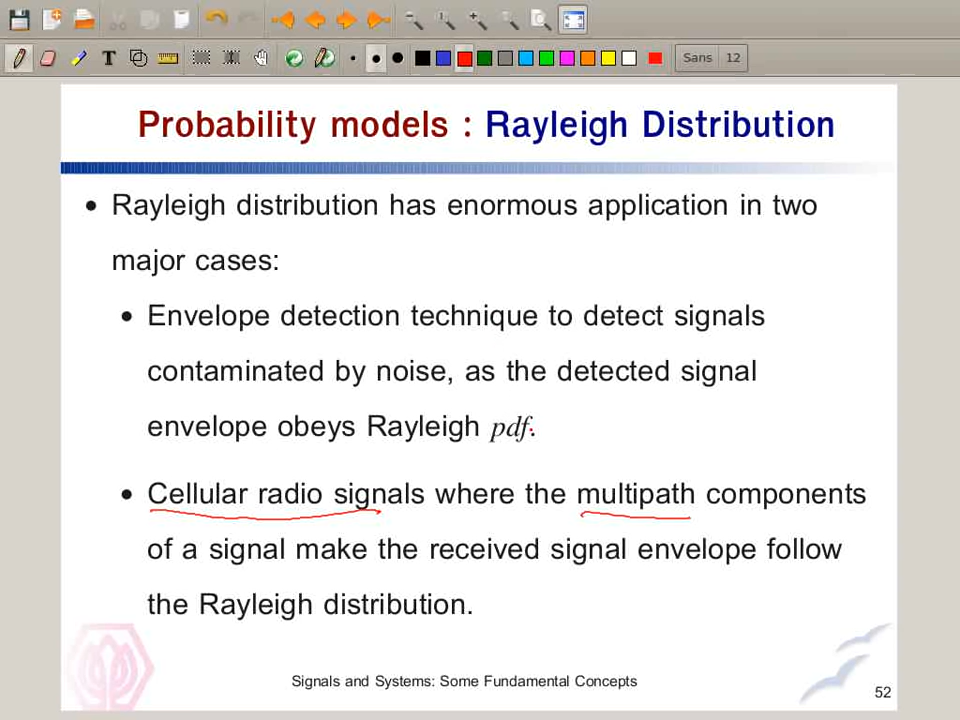 Sans 12
Probability models : Rayleigh Distribution
• Rayleigh distribution has enormous application in two
major cases:
• Envelope detection technique to detect signals
contaminated by noise, as the detected signal
envelope obeys Rayleigh pdf.
• Cellular radio signals where the multipath components
of a signal make the received signal envelope follow
the Rayleigh distribution.
Signals and Systems: Some Fundamental Concepts
52